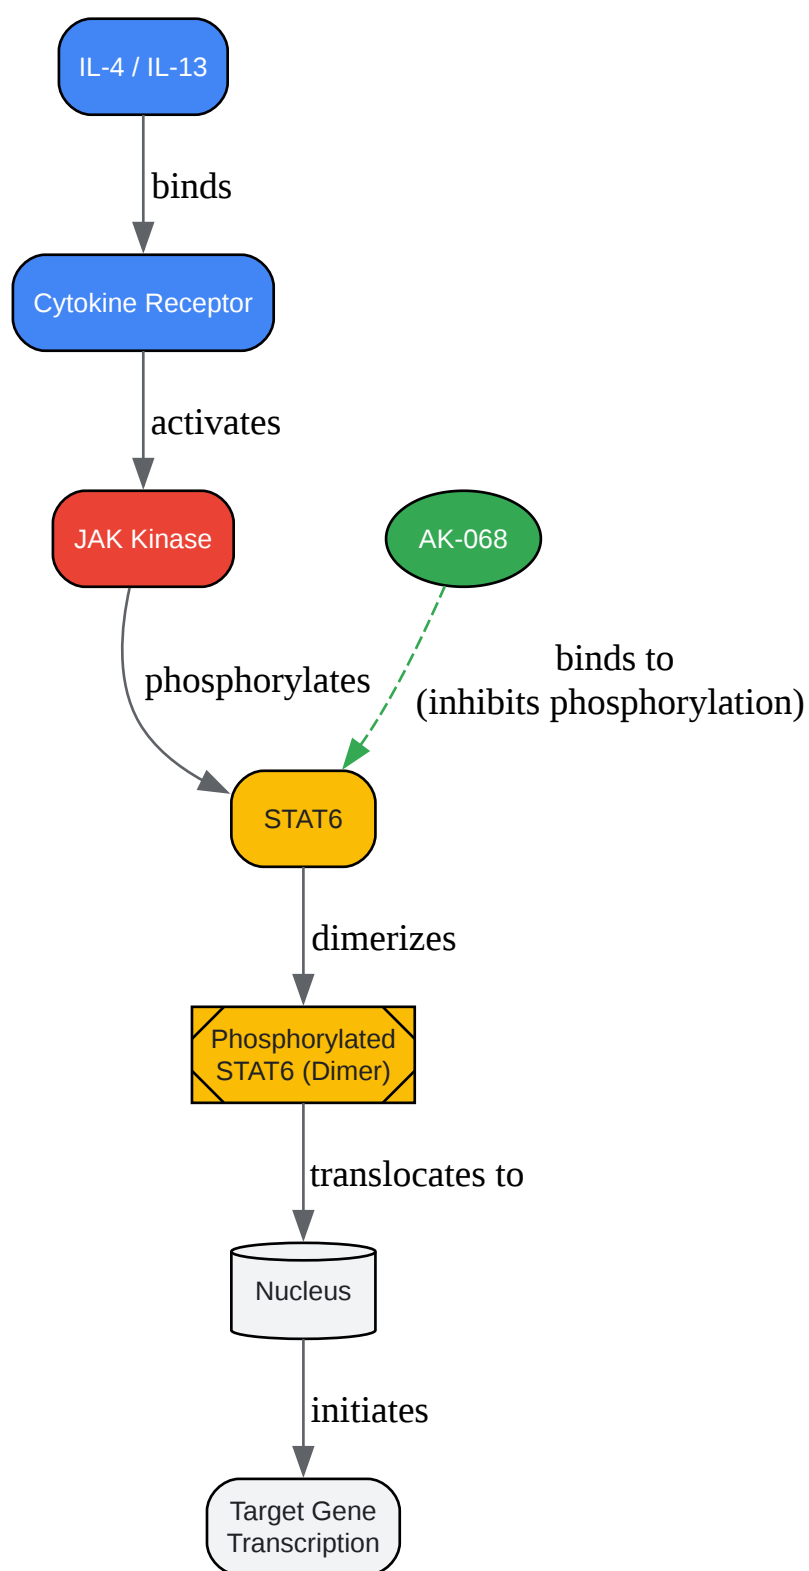 IL-4 / IL-13
binds
Cytokine Receptor
activates
JAK Kinase
AK-068
phosphorylates
binds to
(inhibits phosphorylation)
STAT6
dimerizes
Phosphorylated
STAT6 (Dimer)
translocates to
Nucleus
initiates
Target Gene
Transcription